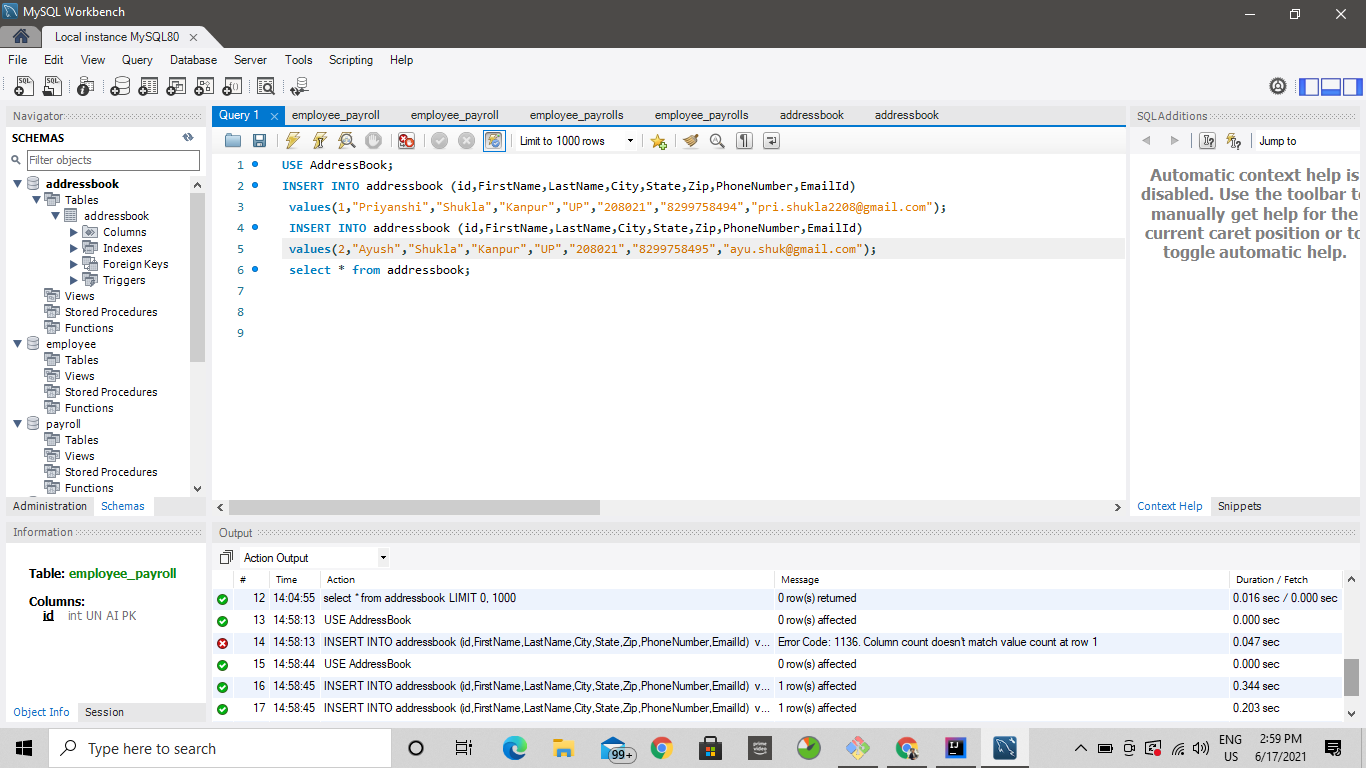 MySQL Workbench
Local instance MySQL80
File Edit View Query Database Server Tools Scripting Help
Navigator
SCHEMAS
Filter objects
addressbook
Tables
addressbook
Columns
Indexes
Foreign Keys
Triggers
Views
Stored Procedures
Functions
employee
Tables
Views
Stored Procedures
Functions
payroll
Tables
Views
Stored Procedures
Functions
Administration Schemas
Information
Table: employee_payroll
Columns:
id int UN AI PK
Object Info Session
Query 1 employee_payroll employee_payroll employee_payrolls employee_payrolls addressbook addressbook
Limit to 1000 rows
1 USE AddressBook;
2 INSERT INTO addressbook (id,FirstName,LastName,City,State,Zip,PhoneNumber,EmailId)
3 values(1,"Priyanshi","Shukla","Kanpur","UP","208021","8299758494","pri.shukla2208@gmail.com");
4 INSERT INTO addressbook (id,FirstName,LastName,City,State,Zip,PhoneNumber,EmailId)
5 values(2,"Ayush","Shukla","Kanpur","UP","208021","8299758495","ayu.shuk@gmail.com");
6 select * from addressbook;
7
8
9
SQLAdditions
Jump to
Automatic context help is
disabled. Use the toolbar to
manually get help for the
current caret position or to
toggle automatic help.
Context Help Snippets
Output
Action Output
# Time Action Message Duration / Fetch
12 14:04:55 select * from addressbook LIMIT 0, 1000 0 row(s) returned 0.016 sec / 0.000 sec
13 14:58:13 USE AddressBook 0 row(s) affected 0.000 sec
14 14:58:13 INSERT INTO addressbook (id,FirstName,LastName,City,State,Zip,PhoneNumber,EmailId) v... Error Code: 1136. Column count doesn't match value count at row 1 0.047 sec
15 14:58:44 USE AddressBook 0 row(s) affected 0.000 sec
16 14:58:45 INSERT INTO addressbook (id,FirstName,LastName,City,State,Zip,PhoneNumber,EmailId) v... 1 row(s) affected 0.344 sec
17 14:58:45 INSERT INTO addressbook (id,FirstName,LastName,City,State,Zip,PhoneNumber,EmailId) v... 1 row(s) affected 0.203 sec
Type here to search
99+
prime video
ENG
US
2:59 PM
6/17/2021